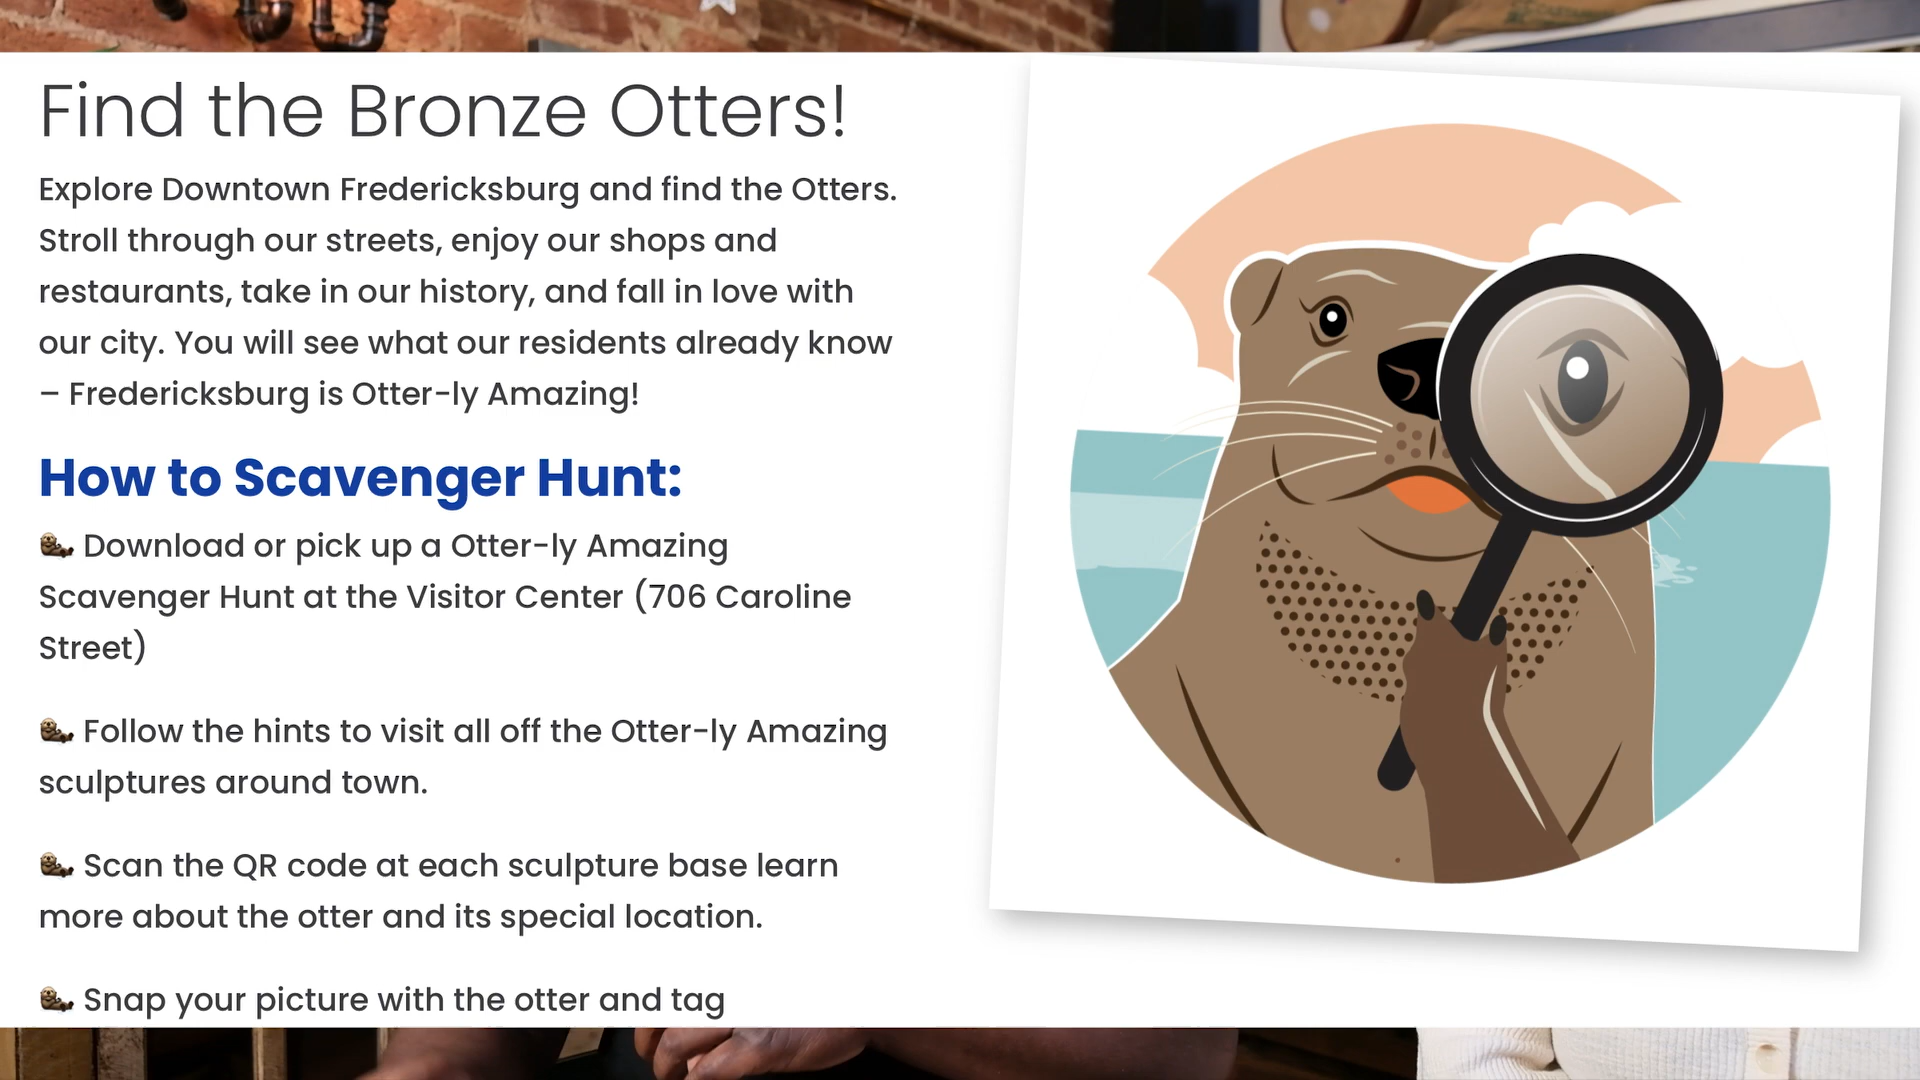 Find the Bronze Otters!
Explore Downtown Fredericksburg and find the Otters.
Stroll through our streets, enjoy our shops and
restaurants, take in our history, and fall in love with
our city. You will see what our residents already know
– Fredericksburg is Otter-ly Amazing!
How to Scavenger Hunt:
🦦 Download or pick up a Otter-ly Amazing
Scavenger Hunt at the Visitor Center (706 Caroline
Street)
🦦 Follow the hints to visit all off the Otter-ly Amazing
sculptures around town.
🦦 Scan the QR code at each sculpture base learn
more about the otter and its special location.
🦦 Snap your picture with the otter and tag